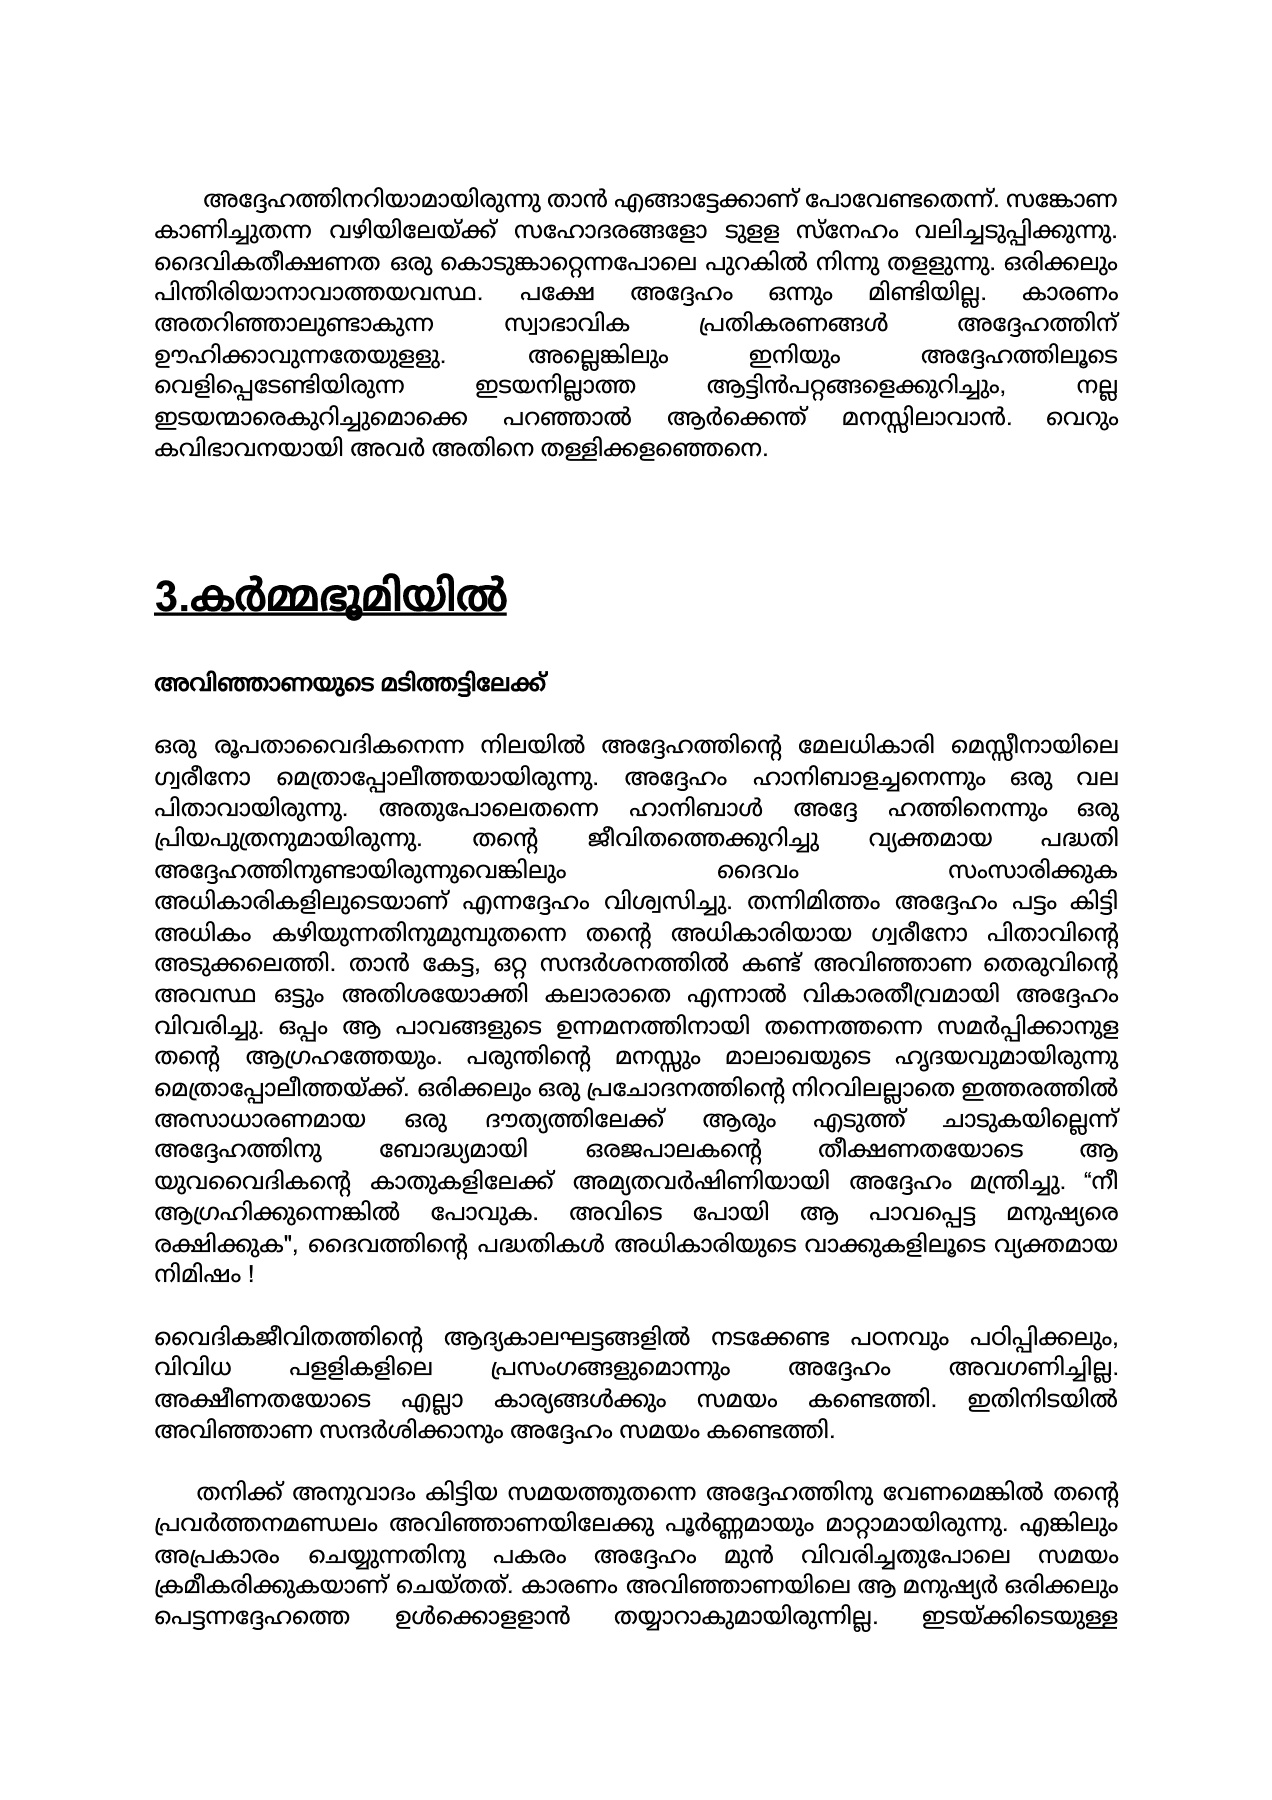 അദ്ദേഹത്തിനറിയാമായിരുന്നു താൻ എങ്ങാട്ടേക്കാണ് പോവേണ്ടതെന്ന്. സങ്കോണ
കാണിച്ചുതന്ന വഴിയിലേയ്ക്ക് സഹോദരങ്ങളോ ടുളള സ്നേഹം വലിച്ചടുപ്പിക്കുന്നു.
ദൈവികതീക്ഷണത ഒരു കൊടുങ്കാറ്റെന്നപോലെ പുറകിൽ നിന്നു തളളുന്നു. ഒരിക്കലും
പിന്തിരിയാനാവാത്തയവസ്ഥ. പക്ഷേ അദ്ദേഹം ഒന്നും മിണ്ടിയില്ല. കാരണം
അതറിഞ്ഞാലുണ്ടാകുന്ന സ്വാഭാവിക പ്രതികരണങ്ങൾ അദ്ദേഹത്തിന്
ഊഹിക്കാവുന്നതേയുളളു. അല്ലെങ്കിലും ഇനിയും അദ്ദേഹത്തിലൂടെ
വെളിപ്പെടേണ്ടിയിരുന്ന ഇടയനില്ലാത്ത ആട്ടിൻപറ്റങ്ങളെക്കുറിച്ചും, നല്ല
ഇടയന്മാരെകുറിച്ചുമൊക്കെ പറഞ്ഞാൽ ആർക്കെന്ത് മനസ്സിലാവാൻ. വെറും
കവിഭാവനയായി അവർ അതിനെ തള്ളിക്കളഞ്ഞെനെ.
3.കർമ്മഭൂമിയിൽ
അവിഞ്ഞാണയുടെ മടിത്തട്ടിലേക്ക്
ഒരു രൂപതാവൈദികനെന്ന നിലയിൽ അദ്ദേഹത്തിന്റെ മേലധികാരി മെസ്സീനായിലെ
ഗ്വരീനോ മെത്രാപ്പോലീത്തയായിരുന്നു. അദ്ദേഹം ഹാനിബാളച്ചനെന്നും ഒരു വല
പിതാവായിരുന്നു. അതുപോലെതന്നെ ഹാനിബാൾ അദ്ദേ ഹത്തിനെന്നും ഒരു
പ്രിയപുത്രനുമായിരുന്നു. തന്റെ ജീവിതത്തെക്കുറിച്ചു വ്യക്തമായ പദ്ധതി
അദ്ദേഹത്തിനുണ്ടായിരുന്നുവെങ്കിലും ദൈവം സംസാരിക്കുക
അധികാരികളിലുടെയാണ് എന്നദ്ദേഹം വിശ്വസിച്ചു. തന്നിമിത്തം അദ്ദേഹം പട്ടം കിട്ടി
അധികം കഴിയുന്നതിനുമുമ്പുതന്നെ തന്റെ അധികാരിയായ ഗ്വരീനോ പിതാവിന്റെ
അടുക്കലെത്തി. താൻ കേട്ട, ഒറ്റ സന്ദർശനത്തിൽ കണ്ട് അവിഞ്ഞാണ തെരുവിന്റെ
അവസ്ഥ ഒട്ടും അതിശയോക്തി കലാരാതെ എന്നാൽ വികാരതീവ്രമായി അദ്ദേഹം
വിവരിച്ചു. ഒപ്പം ആ പാവങ്ങളുടെ ഉന്നമനത്തിനായി തന്നെത്തന്നെ സമർപ്പിക്കാനുള
തന്റെ ആഗ്രഹത്തേയും. പരുന്തിന്റെ മനസ്സും മാലാഖയുടെ ഹൃദയവുമായിരുന്നു
മെത്രാപ്പോലീത്തയ്ക്ക്. ഒരിക്കലും ഒരു പ്രചോദനത്തിന്റെ നിറവിലല്ലാതെ ഇത്തരത്തിൽ
അസാധാരണമായ ഒരു ദൗത്യത്തിലേക്ക് ആരും എടുത്ത് ചാടുകയില്ലെന്ന്
അദ്ദേഹത്തിനു ബോദ്ധ്യമായി ഒരജപാലകന്റെ തീക്ഷണതയോടെ ആ
യുവവൈദികന്റെ കാതുകളിലേക്ക് അമ്യതവർഷിണിയായി അദ്ദേഹം മന്ത്രിച്ചു. “നീ
ആഗ്രഹിക്കുന്നെങ്കിൽ പോവുക. അവിടെ പോയി ആ പാവപ്പെട്ട മനുഷ്യരെ
രക്ഷിക്കുക", ദൈവത്തിന്റെ പദ്ധതികൾ അധികാരിയുടെ വാക്കുകളിലൂടെ വ്യക്തമായ
നിമിഷം !
വൈദികജീവിതത്തിന്റെ ആദ്യകാലഘട്ടങ്ങളിൽ നടക്കേണ്ട പഠനവും പഠിപ്പിക്കലും,
വിവിധ പളളികളിലെ പ്രസംഗങ്ങളുമൊന്നും അദ്ദേഹം അവഗണിച്ചില്ല.
അക്ഷീണതയോടെ എല്ലാ കാര്യങ്ങൾക്കും സമയം കണ്ടെത്തി. ഇതിനിടയിൽ
അവിഞ്ഞാണ സന്ദർശിക്കാനും അദ്ദേഹം സമയം കണ്ടെത്തി.
തനിക്ക് അനുവാദം കിട്ടിയ സമയത്തുതന്നെ അദ്ദേഹത്തിനു വേണമെങ്കിൽ തന്റെ
പ്രവർത്തനമണ്ഡലം അവിഞ്ഞാണയിലേക്കു പൂർണ്ണമായും മാറ്റാമായിരുന്നു. എങ്കിലും
അപ്രകാരം ചെയ്യുന്നതിനു പകരം അദ്ദേഹം മുൻ വിവരിച്ചതുപോലെ സമയം
ക്രമീകരിക്കുകയാണ് ചെയ്തത്. കാരണം അവിഞ്ഞാണയിലെ ആ മനുഷ്യർ ഒരിക്കലും
പെട്ടന്നദ്ദേഹത്തെ ഉൾക്കൊളളാൻ തയ്യാറാകുമായിരുന്നില്ല. ഇടയ്ക്കിടെയുള്ള